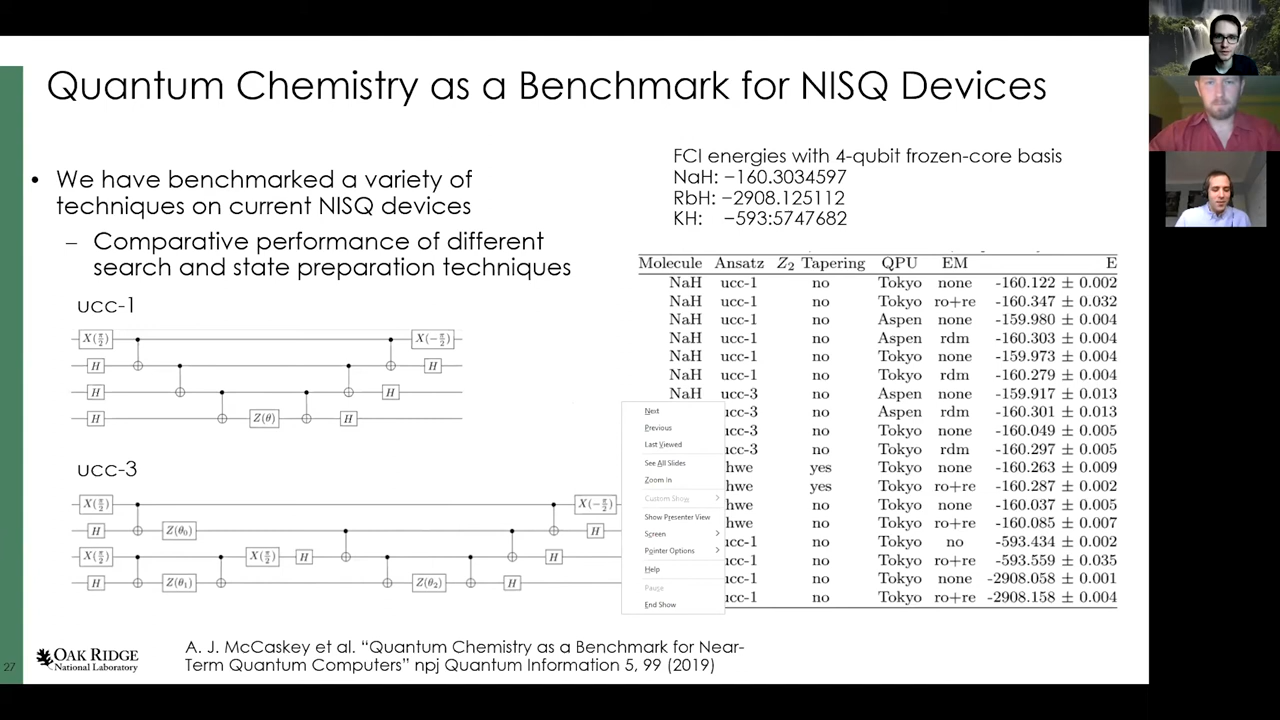 Quantum Chemistry as a Benchmark for NISQ Devices
• We have benchmarked a variety of
techniques on current NISQ devices
– Comparative performance of different
search and state preparation techniques
FCI energies with 4-qubit frozen-core basis
NaH: −160.3034597
RbH: −2908.125112
KH: −593:5747682
ucc-1
X(π/2) X(−π/2)
H H
H H
H Z(θ) H
ucc-3
X(π/2) X(−π/2)
H Z(θ₀) H
X(π/2) X(π/2) H H
H Z(θ₁) Z(θ₂) H
Molecule Ansatz Z₂ Tapering QPU EM E
NaH ucc-1 no Tokyo none -160.122 ± 0.002
NaH ucc-1 no Tokyo ro+re -160.347 ± 0.032
NaH ucc-1 no Aspen none -159.980 ± 0.004
NaH ucc-1 no Aspen rdm -160.303 ± 0.004
NaH ucc-1 no Tokyo none -159.973 ± 0.004
NaH ucc-1 no Tokyo rdm -160.279 ± 0.004
NaH ucc-3 no Aspen none -159.917 ± 0.013
ucc-3 no Aspen rdm -160.301 ± 0.013
ucc-3 no Tokyo none -160.049 ± 0.005
ucc-3 no Tokyo rdm -160.297 ± 0.005
hwe yes Tokyo none -160.263 ± 0.009
hwe yes Tokyo ro+re -160.287 ± 0.002
hwe no Tokyo none -160.037 ± 0.005
hwe no Tokyo ro+re -160.085 ± 0.007
ucc-1 no Tokyo no -593.434 ± 0.002
ucc-1 no Tokyo ro+re -593.559 ± 0.035
ucc-1 no Tokyo none -2908.058 ± 0.001
ucc-1 no Tokyo ro+re -2908.158 ± 0.004
Next
Previous
Last Viewed
See All Slides
Zoom In
Custom Show
Show Presenter View
Screen
Pointer Options
Help
Pause
End Show
27
OAK RIDGE
National Laboratory
A. J. McCaskey et al. “Quantum Chemistry as a Benchmark for Near-
Term Quantum Computers” npj Quantum Information 5, 99 (2019)